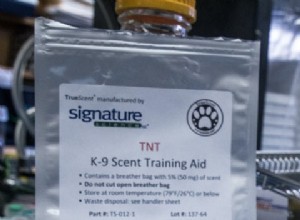 TrueScent® manufactured by
signature
science™
TNT
K-9 Scent Training Aid
• Contains a breather bag with 5% (50 mg) of scent
• Do not cut open breather bag
• Store at room temperature (79°F/26°C) or below
• Waste disposal: see handler sheet
Part #: TS-012-1 Lot #: 137-64